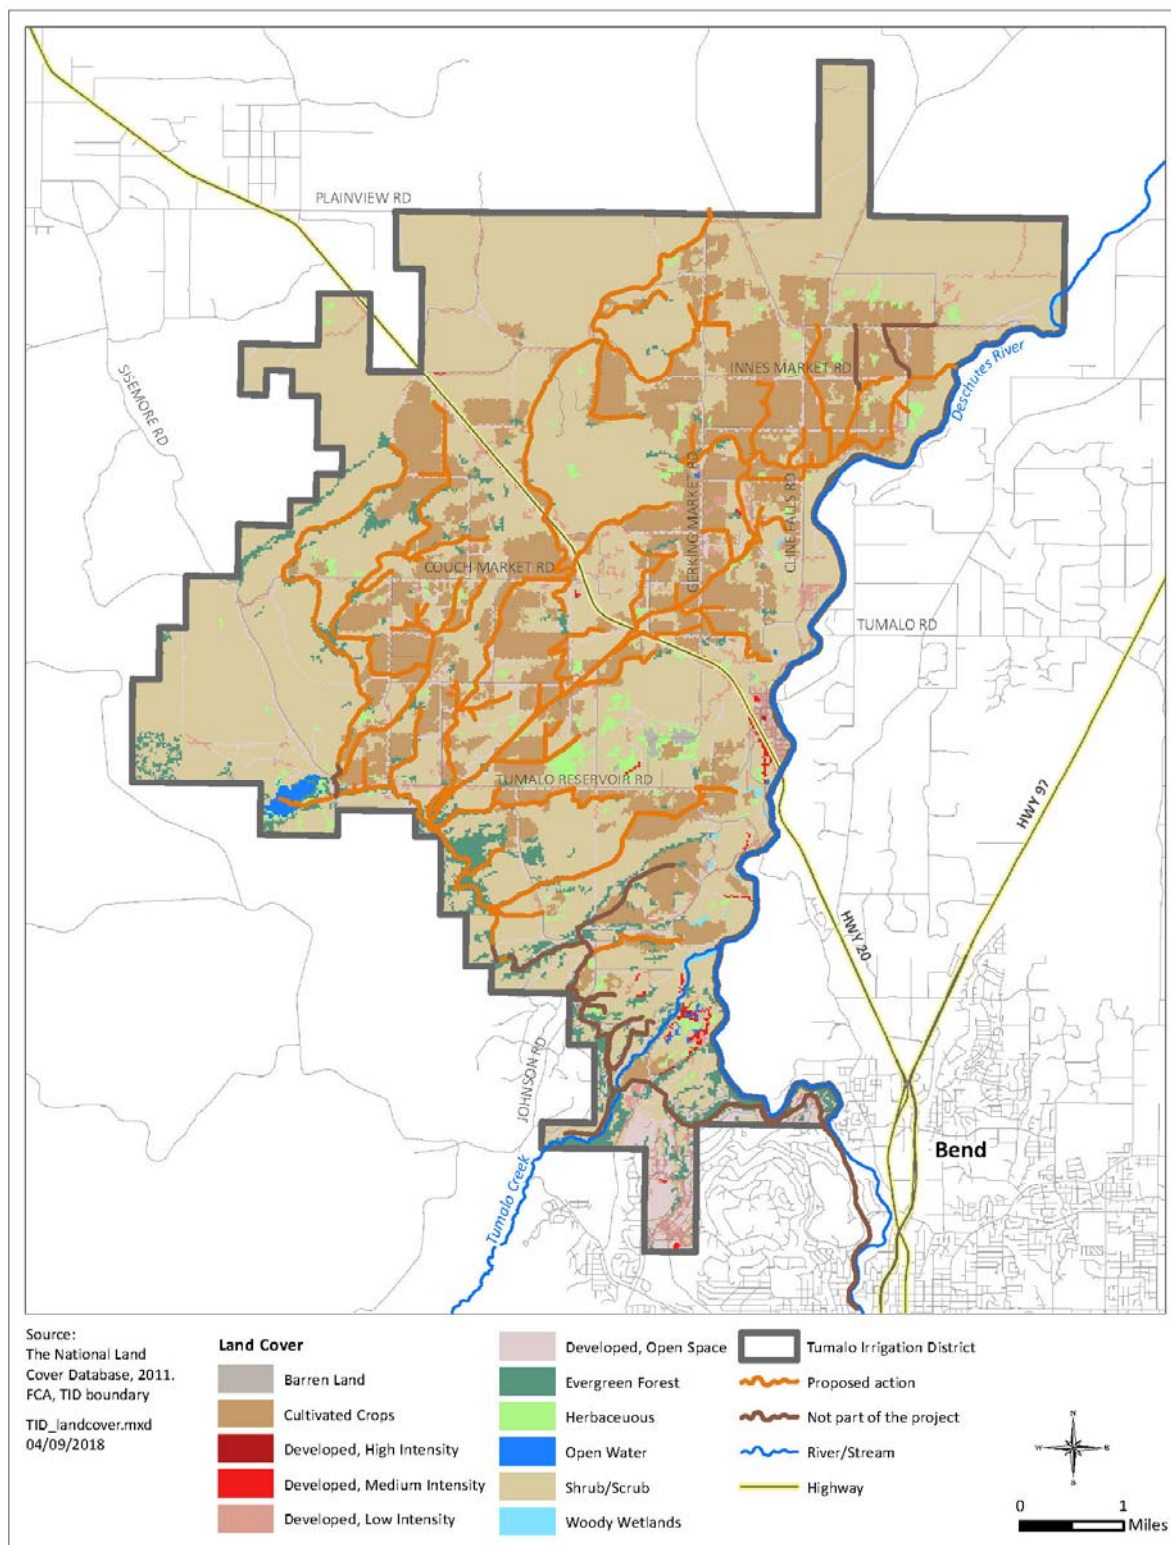 PLAINVIEW RD
SISEMORE RD
INNES MARKET RD
Deschutes River
GERKING MARKET RD
CLINE FALLS RD
COUCH MARKET RD
TUMALO RD
TUMALO RESERVOIR RD
HWY 97
HWY 20
JOHNSON RD
Tumalo Creek
Bend
Source:
The National Land
Cover Database, 2011.
FCA, TID boundary
TID_landcover.mxd
04/09/2018
Land Cover
Barren Land
Cultivated Crops
Developed, High Intensity
Developed, Medium Intensity
Developed, Low Intensity
Developed, Open Space
Evergreen Forest
Herbaceuous
Open Water
Shrub/Scrub
Woody Wetlands
Tumalo Irrigation District
Proposed action
Not part of the project
River/Stream
Highway
N
W
E
S
0 1
Miles